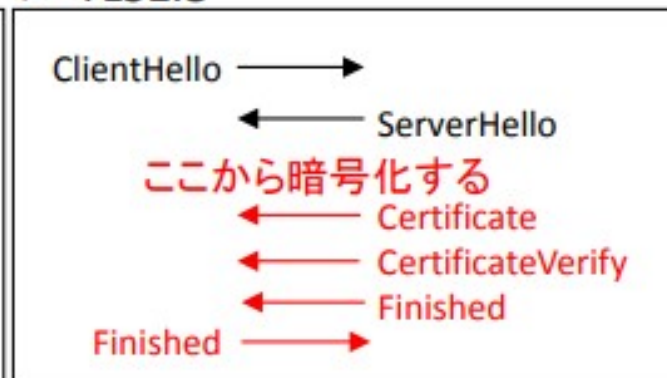 ClientHello
ServerHello
ここから暗号化する
Certificate
CertificateVerify
Finished
Finished